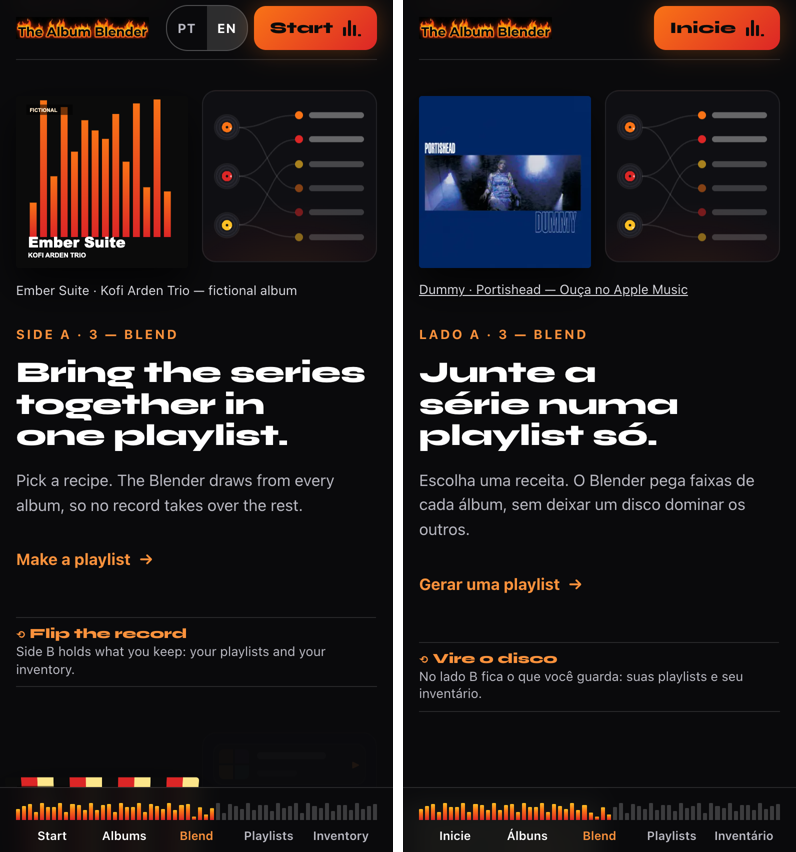 The Album Blender
PT EN
Start
FICTIONAL
Ember Suite
KOFI ARDEN TRIO
Ember Suite · Kofi Arden Trio — fictional album
SIDE A · 3 — BLEND
Bring the series
together in
one playlist.
Pick a recipe. The Blender draws from every
album, so no record takes over the rest.
Make a playlist →
Flip the record
Side B holds what you keep: your playlists and your
inventory.
Start Albums Blend Playlists Inventory
The Album Blender
Inicie
PORTISHEAD
DUMMY
Dummy · Portishead — Ouça no Apple Music
LADO A · 3 — BLEND
Junte a
série numa
playlist só.
Escolha uma receita. O Blender pega faixas de
cada álbum, sem deixar um disco dominar os
outros.
Gerar uma playlist →
Vire o disco
No lado B fica o que você guarda: suas playlists e seu
inventário.
Inicie Álbuns Blend Playlists Inventário